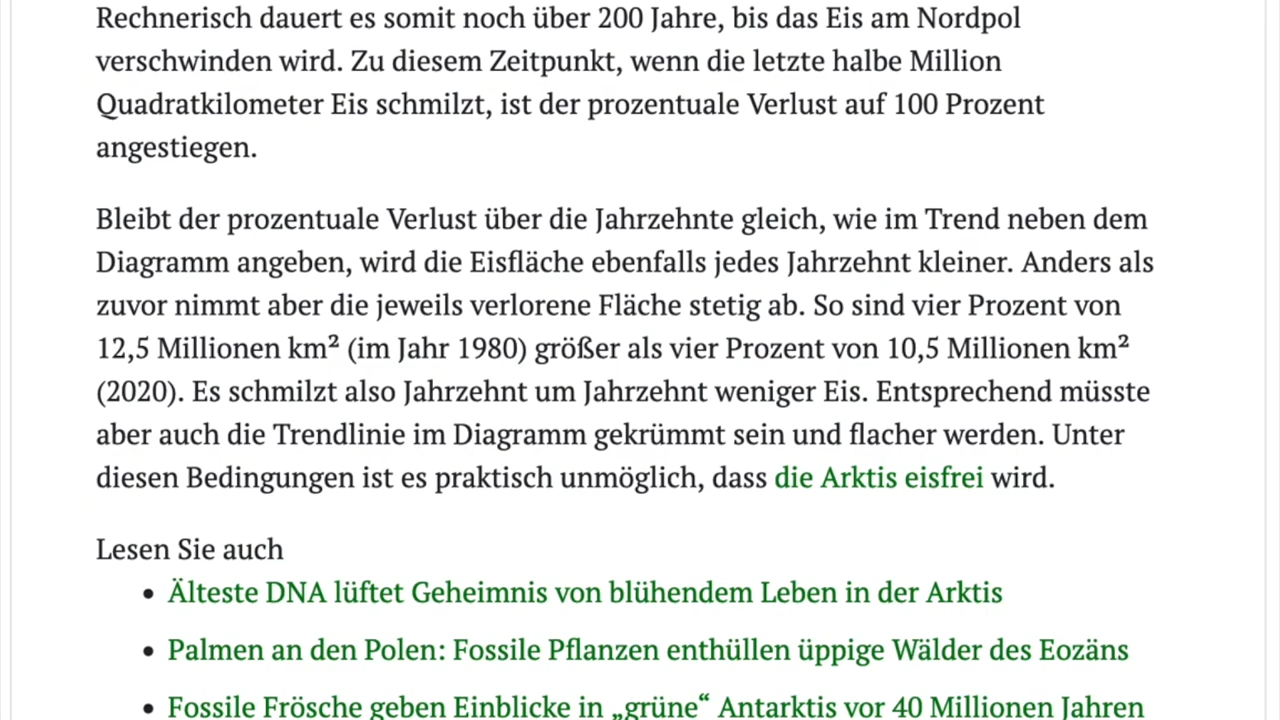 Rechnerisch dauert es somit noch über 200 Jahre, bis das Eis am Nordpol
verschwinden wird. Zu diesem Zeitpunkt, wenn die letzte halbe Million
Quadratkilometer Eis schmilzt, ist der prozentuale Verlust auf 100 Prozent
angestiegen.
Bleibt der prozentuale Verlust über die Jahrzehnte gleich, wie im Trend neben dem
Diagramm angeben, wird die Eisfläche ebenfalls jedes Jahrzehnt kleiner. Anders als
zuvor nimmt aber die jeweils verlorene Fläche stetig ab. So sind vier Prozent von
12,5 Millionen km² (im Jahr 1980) größer als vier Prozent von 10,5 Millionen km²
(2020). Es schmilzt also Jahrzehnt um Jahrzehnt weniger Eis. Entsprechend müsste
aber auch die Trendlinie im Diagramm gekrümmt sein und flacher werden. Unter
diesen Bedingungen ist es praktisch unmöglich, dass die Arktis eisfrei wird.
Lesen Sie auch
• Älteste DNA lüftet Geheimnis von blühendem Leben in der Arktis
• Palmen an den Polen: Fossile Pflanzen enthüllen üppige Wälder des Eozäns
• Fossile Frösche geben Einblicke in „grüne“ Antarktis vor 40 Millionen Jahren